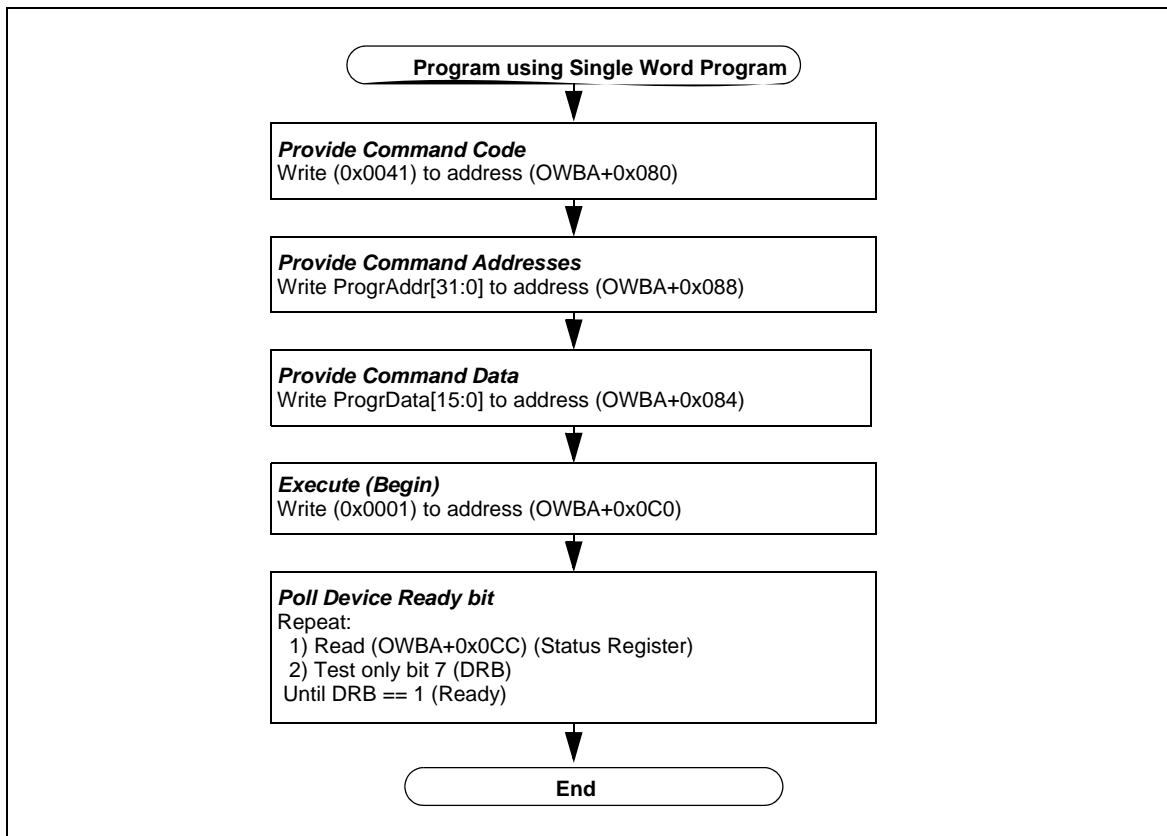 Program using Single Word Program
Provide Command Code
Write (0x0041) to address (OWBA+0x080)
Provide Command Addresses
Write ProgrAddr[31:0] to address (OWBA+0x088)
Provide Command Data
Write ProgrData[15:0] to address (OWBA+0x084)
Execute (Begin)
Write (0x0001) to address (OWBA+0x0C0)
Poll Device Ready bit
Repeat:
1) Read (OWBA+0x0CC) (Status Register)
2) Test only bit 7 (DRB)
Until DRB == 1 (Ready)
End